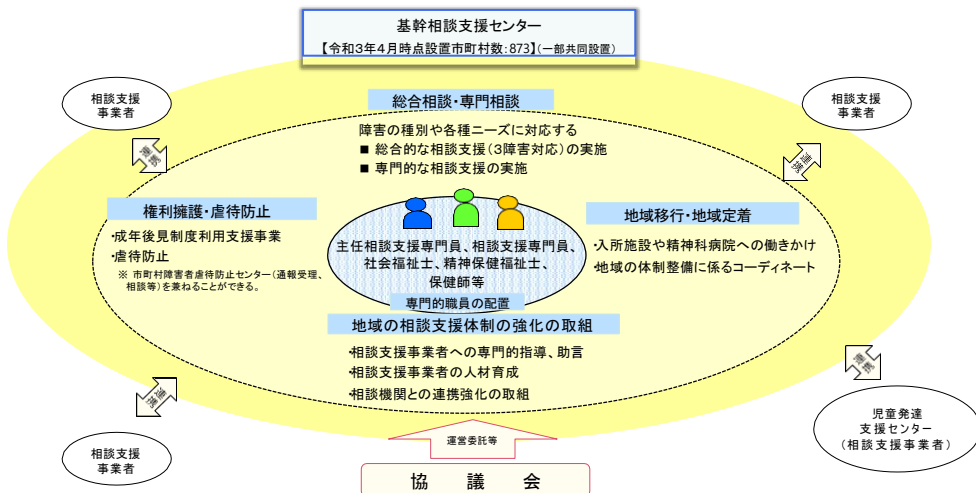 基幹相談支援センター
【令和3年4月時点設置市町村数:873】(一部共同設置)
相談支援
事業者
連携
相談支援
事業者
連携
総合相談・専門相談
障害の種別や各種ニーズに対応する
■ 総合的な相談支援(3障害対応)の実施
■ 専門的な相談支援の実施
権利擁護・虐待防止
・成年後見制度利用支援事業
・虐待防止
※ 市町村障害者虐待防止センター(通報受理、
相談等)を兼ねることができる。
主任相談支援専門員、相談支援専門員、
社会福祉士、精神保健福祉士、
保健師等
専門的職員の配置
地域移行・地域定着
・入所施設や精神科病院への働きかけ
・地域の体制整備に係るコーディネート
地域の相談支援体制の強化の取組
・相談支援事業者への専門的指導、助言
・相談支援事業者の人材育成
・相談機関との連携強化の取組
連携
相談支援
事業者
連携
児童発達
支援センター
(相談支援事業者)
運営委託等
協 議 会